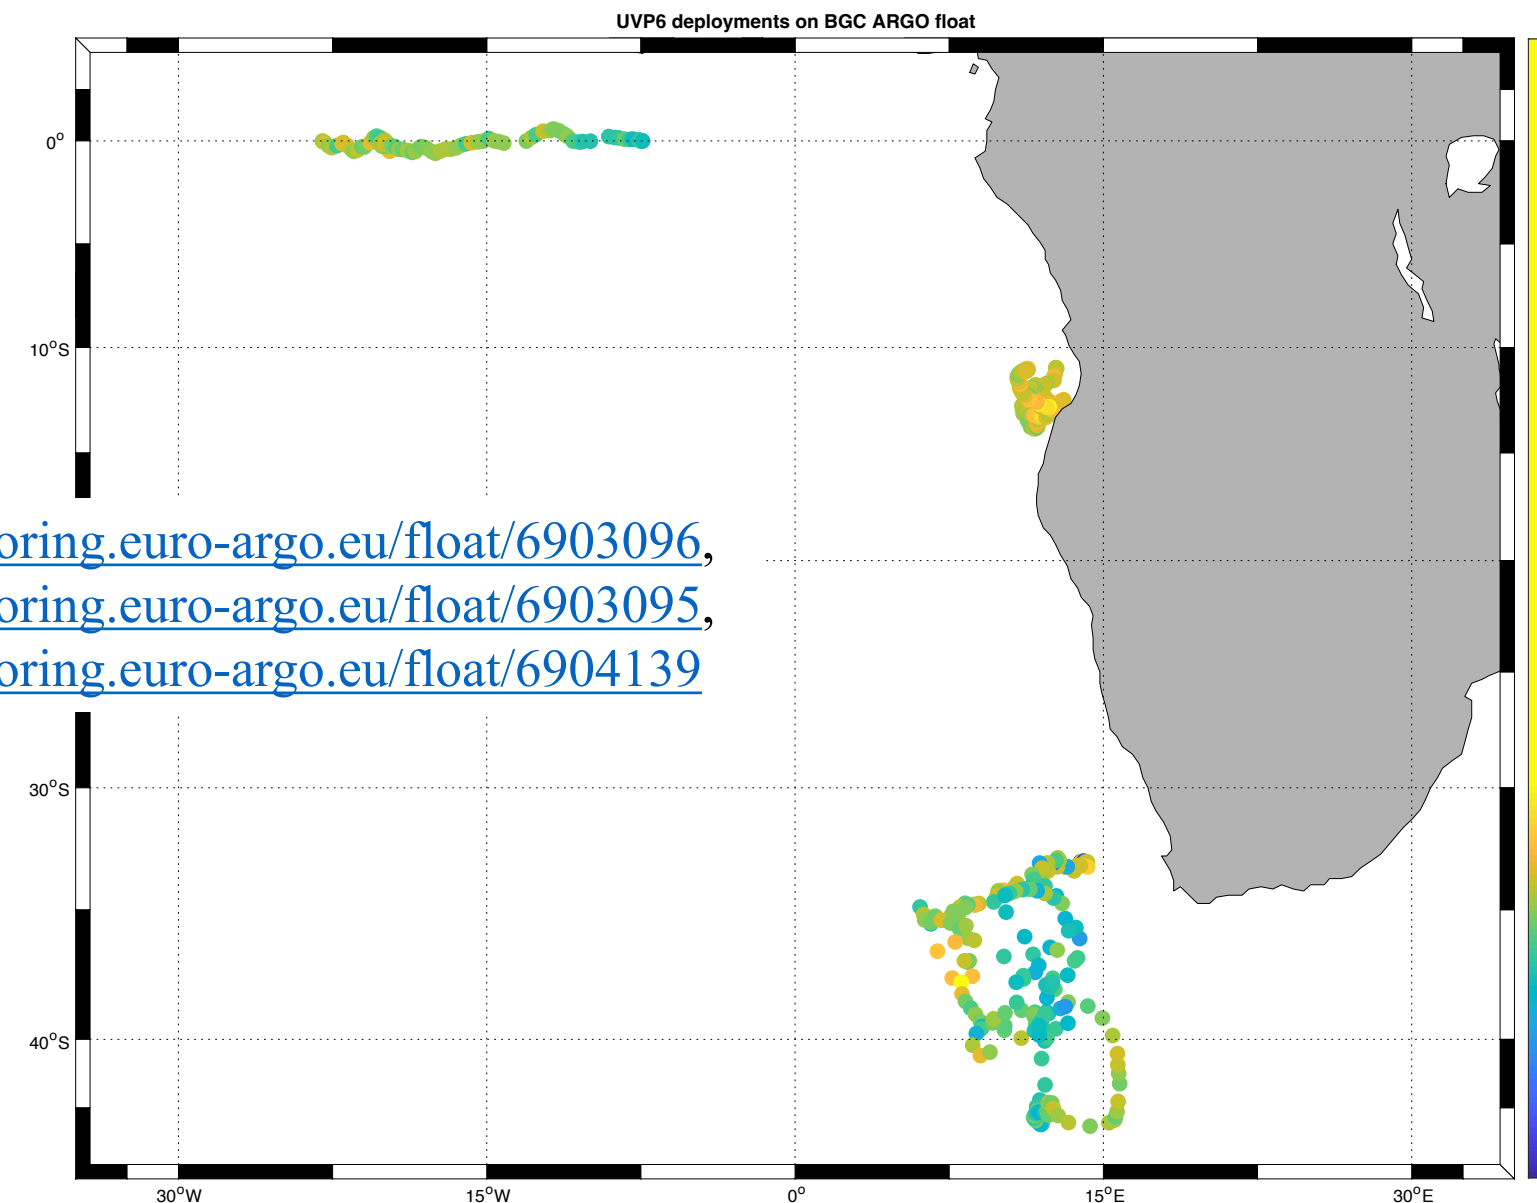 UVP6 deployments on BGC ARGO float
0°
10°S
oring.euro-argo.eu/float/6903096,
oring.euro-argo.eu/float/6903095,
oring.euro-argo.eu/float/6904139
30°S
40°S
30°W 15°W 0° 15°E 30°E